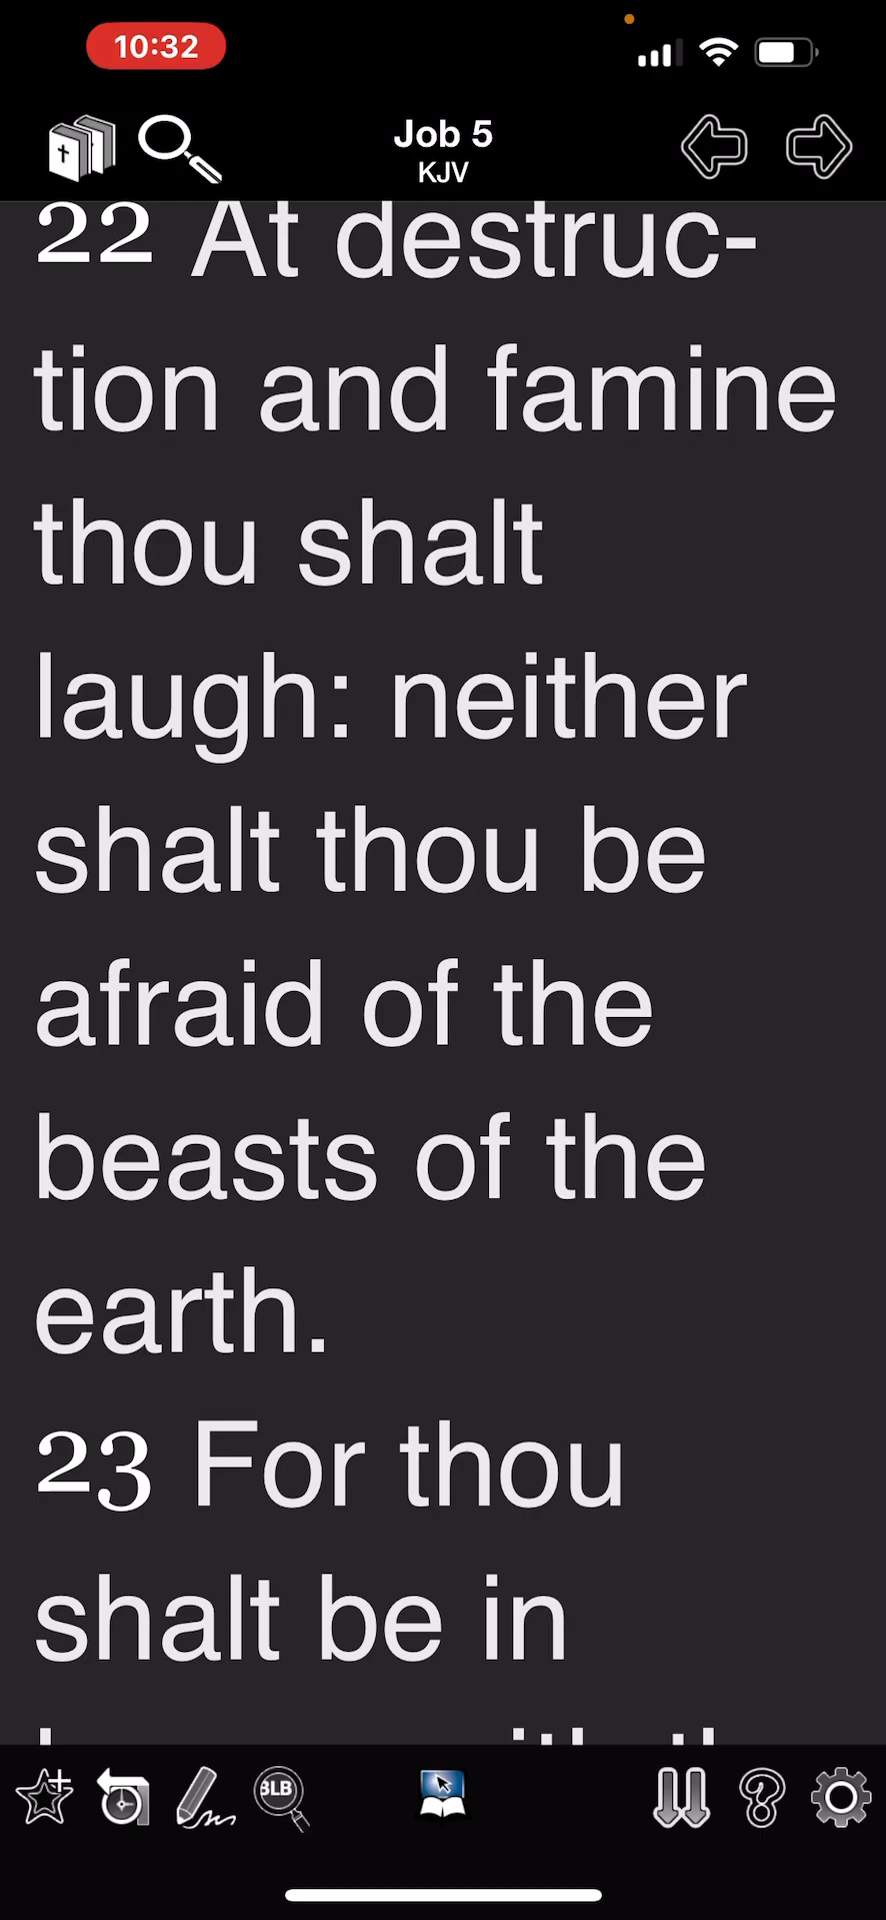 10:32
Job 5
KJV
22 At destruc-
tion and famine
thou shalt
laugh: neither
shalt thou be
afraid of the
beasts of the
earth.
23 For thou
shalt be in
BLB